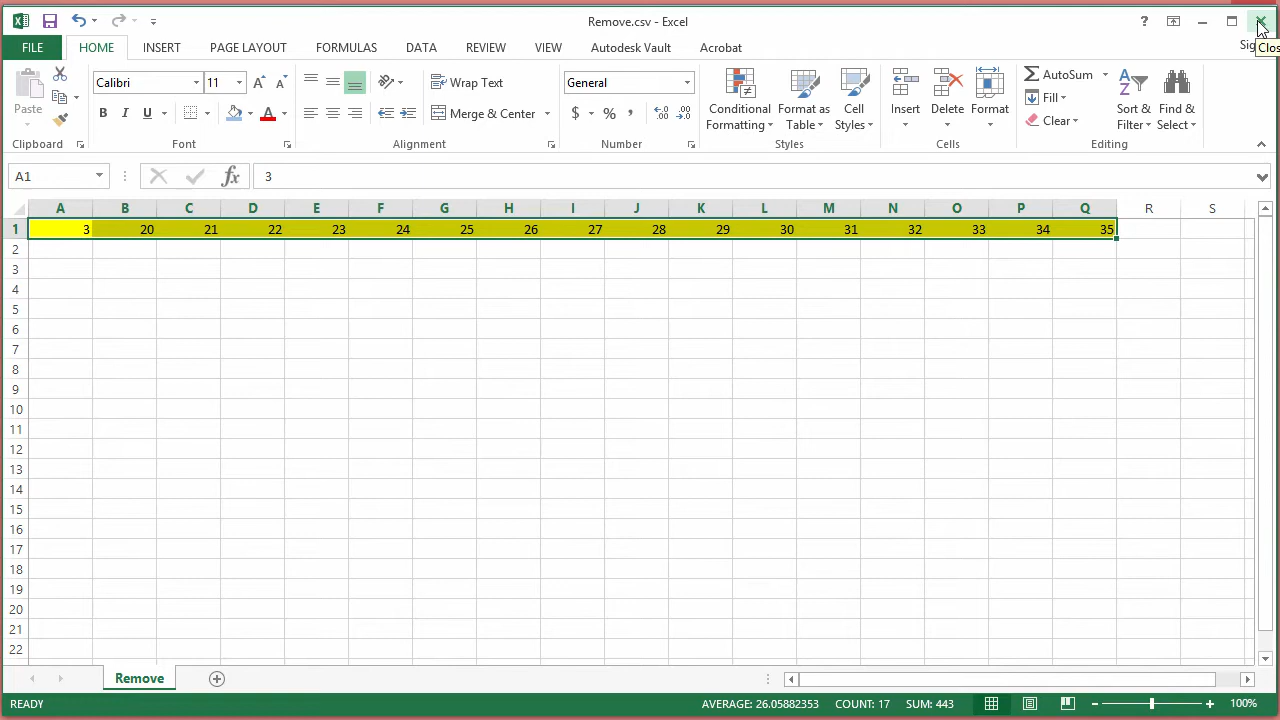 Remove.csv - Excel
?
Sig
Clos
FILE HOME INSERT PAGE LAYOUT FORMULAS DATA REVIEW VIEW Autodesk Vault Acrobat
Paste
Clipboard
Calibri 11
B I U
Font
Wrap Text
Merge & Center
Alignment
General
$ % ,
Number
Conditional Formatting
Format as Table
Cell Styles
Styles
Insert Delete Format
Cells
AutoSum
Fill
Clear
Sort & Filter
Find & Select
Editing
A1 fx 3
A B C D E F G H I J K L M N O P Q R S
1 3 20 21 22 23 24 25 26 27 28 29 30 31 32 33 34 35
2
3
4
5
6
7
8
9
10
11
12
13
14
15
16
17
18
19
20
21
22
Remove
READY AVERAGE: 26.05882353 COUNT: 17 SUM: 443 100%